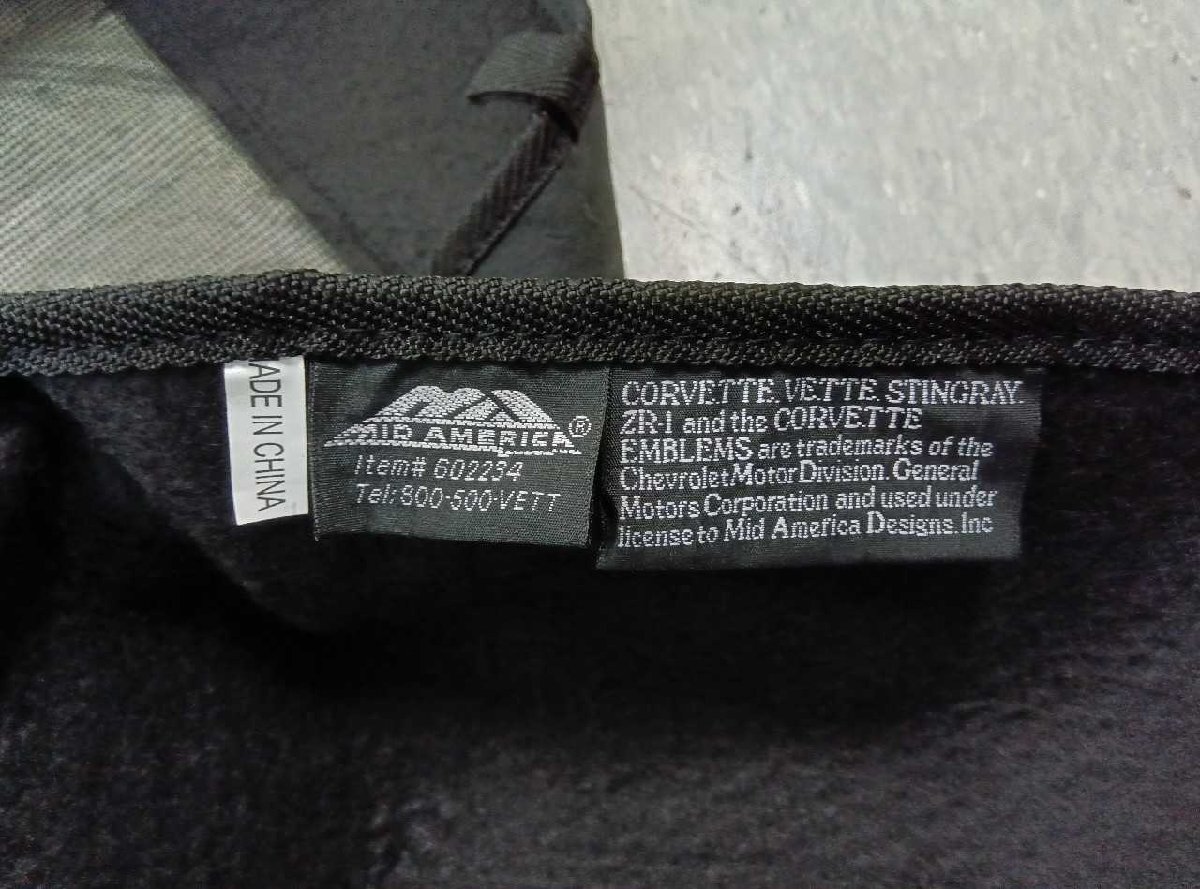 MADE IN CHINA
MID AMERICA®
Item# 602234
Tel:800-500-VETT
CORVETTE. VETTE. STINGRAY.
ZR-1 and the CORVETTE
EMBLEMS are trademarks of the
Chevrolet Motor Division. General
Motors Corporation and used under
license to Mid America Designs. Inc